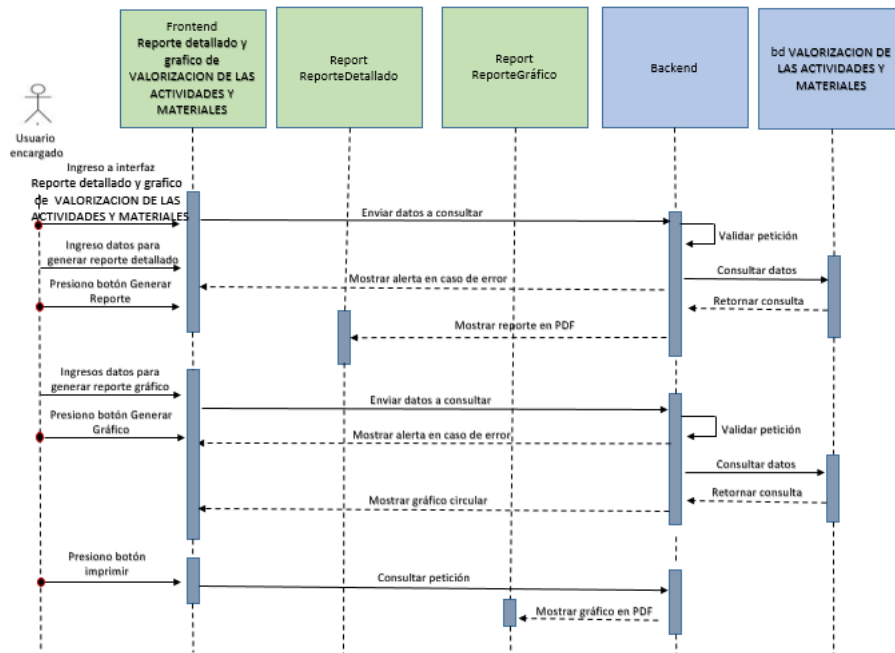 Frontend
Reporte detallado y
grafico de
VALORIZACION DE LAS
ACTIVIDADES Y
MATERIALES
Report
ReporteDetallado
Report
ReporteGráfico
Backend
bd VALORIZACION DE
LAS ACTIVIDADES Y
MATERIALES
Usuario
encargado
Ingreso a interfaz
Reporte detallado y grafico
de VALORIZACION DE LAS
ACTIVIDADES Y MATERIALES
Enviar datos a consultar
Validar petición
Ingreso datos para
generar reporte detallado
Mostrar alerta en caso de error
Consultar datos
Presiono botón Generar
Reporte
Retornar consulta
Mostrar reporte en PDF
Ingresos datos para
generar reporte gráfico
Enviar datos a consultar
Presiono botón Generar
Gráfico
Mostrar alerta en caso de error
Validar petición
Consultar datos
Mostrar gráfico circular
Retornar consulta
Presiono botón
imprimir
Consultar petición
Mostrar gráfico en PDF